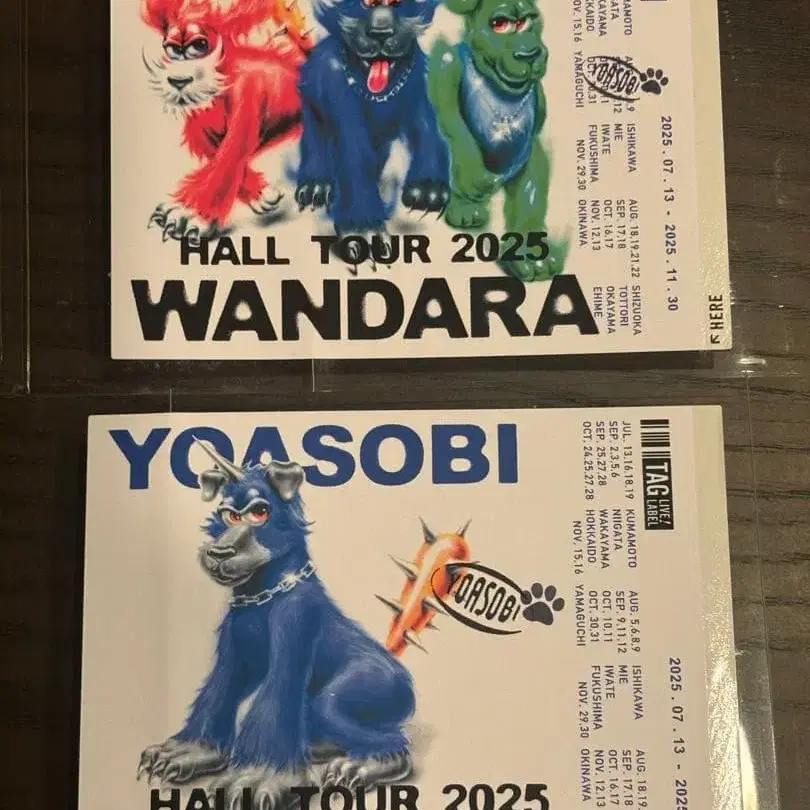 YOASOBI
HALL TOUR 2025
WANDARA
2025.07.13 - 2025.11.30
ISHIKAWA AUG. 18,19,21,22 SHIZUOKA
MIE SEP. 17,18 TOTTORI
IWATE OCT. 16,17 OKAYAMA
FUKUSHIMA NOV. 12,13 EHIME
NOV. 15.16 YAMAGUCHI NOV. 29.30 OKINAWA
HERE
YOASOBI
YOASOBI
HALL TOUR 2025
TAG LIVE! LABEL
2025.07.13 - 202
JUL. 13.16.18.19 KUMAMOTO AUG. 5,6,8,9 ISHIKAWA AUG. 18,19
SEP. 2.3.5.6 NIIGATA SEP. 9,11,12 MIE SEP. 17,18
SEP. 25.27.28 WAKAYAMA OCT. 10.11 IWATE OCT. 16,17
OCT. 24.25.27.28 HOKKAIDO OCT. 30.31 FUKUSHIMA NOV. 12,13
NOV. 15.16 YAMAGUCHI NOV. 29.30 OKINAWA